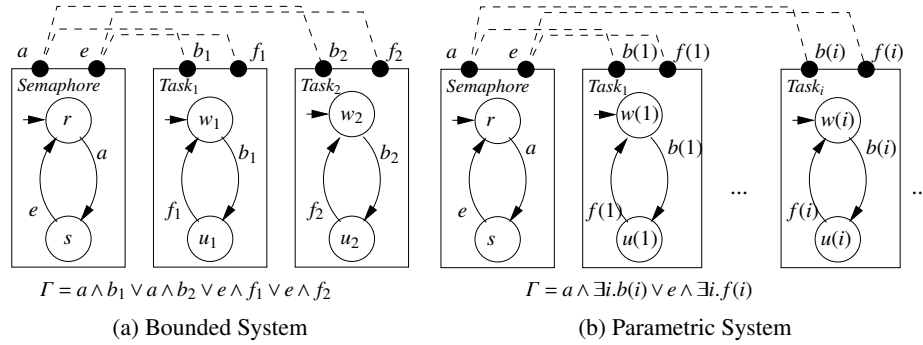 a e b₁ f₁ b₂ f₂ a e b(1) f(1) b(i) f(i)
Semaphore Task₁ Task₂ Semaphore Task₁ Taskᵢ
r w₁ w₂ r w(1) w(i)
a b₁ b₂ a b(1) b(i)
... ..
e f₁ f₂ e f(1) f(i)
s u₁ u₂ s u(1) u(i)
Γ = a ∧ b₁ ∨ a ∧ b₂ ∨ e ∧ f₁ ∨ e ∧ f₂ Γ = a ∧ ∃i.b(i) ∨ e ∧ ∃i.f(i)
(a) Bounded System (b) Parametric System